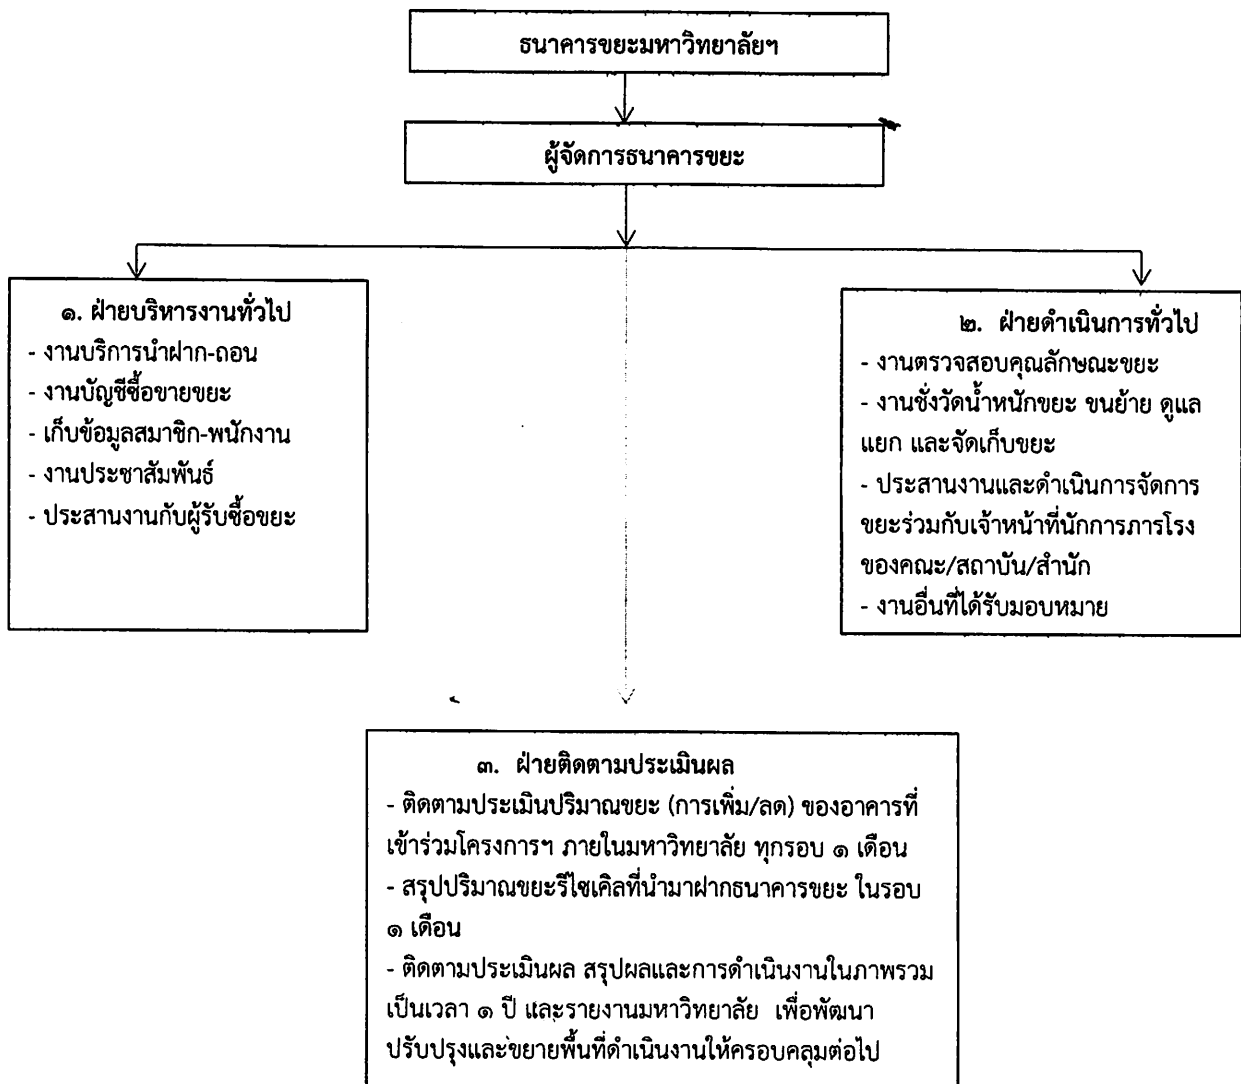 ธนาคารขยะมหาวิทยาลัยฯ
ผู้จัดการธนาคารขยะ
๑. ฝ่ายบริหารงานทั่วไป
- งานบริการนำฝาก-ถอน
- งานบัญชีซื้อขายขยะ
- เก็บข้อมูลสมาชิก-พนักงาน
- งานประชาสัมพันธ์
- ประสานงานกับผู้รับซื้อขยะ
๒. ฝ่ายดำเนินการทั่วไป
- งานตรวจสอบคุณลักษณะขยะ
- งานชั่งวัดน้ำหนักขยะ ขนย้าย ดูแล
แยก และจัดเก็บขยะ
- ประสานงานและดำเนินการจัดการ
ขยะร่วมกับเจ้าหน้าที่นักการภารโรง
ของคณะ/สถาบัน/สำนัก
- งานอื่นที่ได้รับมอบหมาย
๓. ฝ่ายติดตามประเมินผล
- ติดตามประเมินปริมาณขยะ (การเพิ่ม/ลด) ของอาคารที่
เข้าร่วมโครงการฯ ภายในมหาวิทยาลัย ทุกรอบ ๑ เดือน
- สรุปปริมาณขยะรีไซเคิลที่นำมาฝากธนาคารขยะ ในรอบ
๑ เดือน
- ติดตามประเมินผล สรุปผลและการดำเนินงานในภาพรวม
เป็นเวลา ๑ ปี และรายงานมหาวิทยาลัย เพื่อพัฒนา
ปรับปรุงและขยายพื้นที่ดำเนินงานให้ครอบคลุมต่อไป